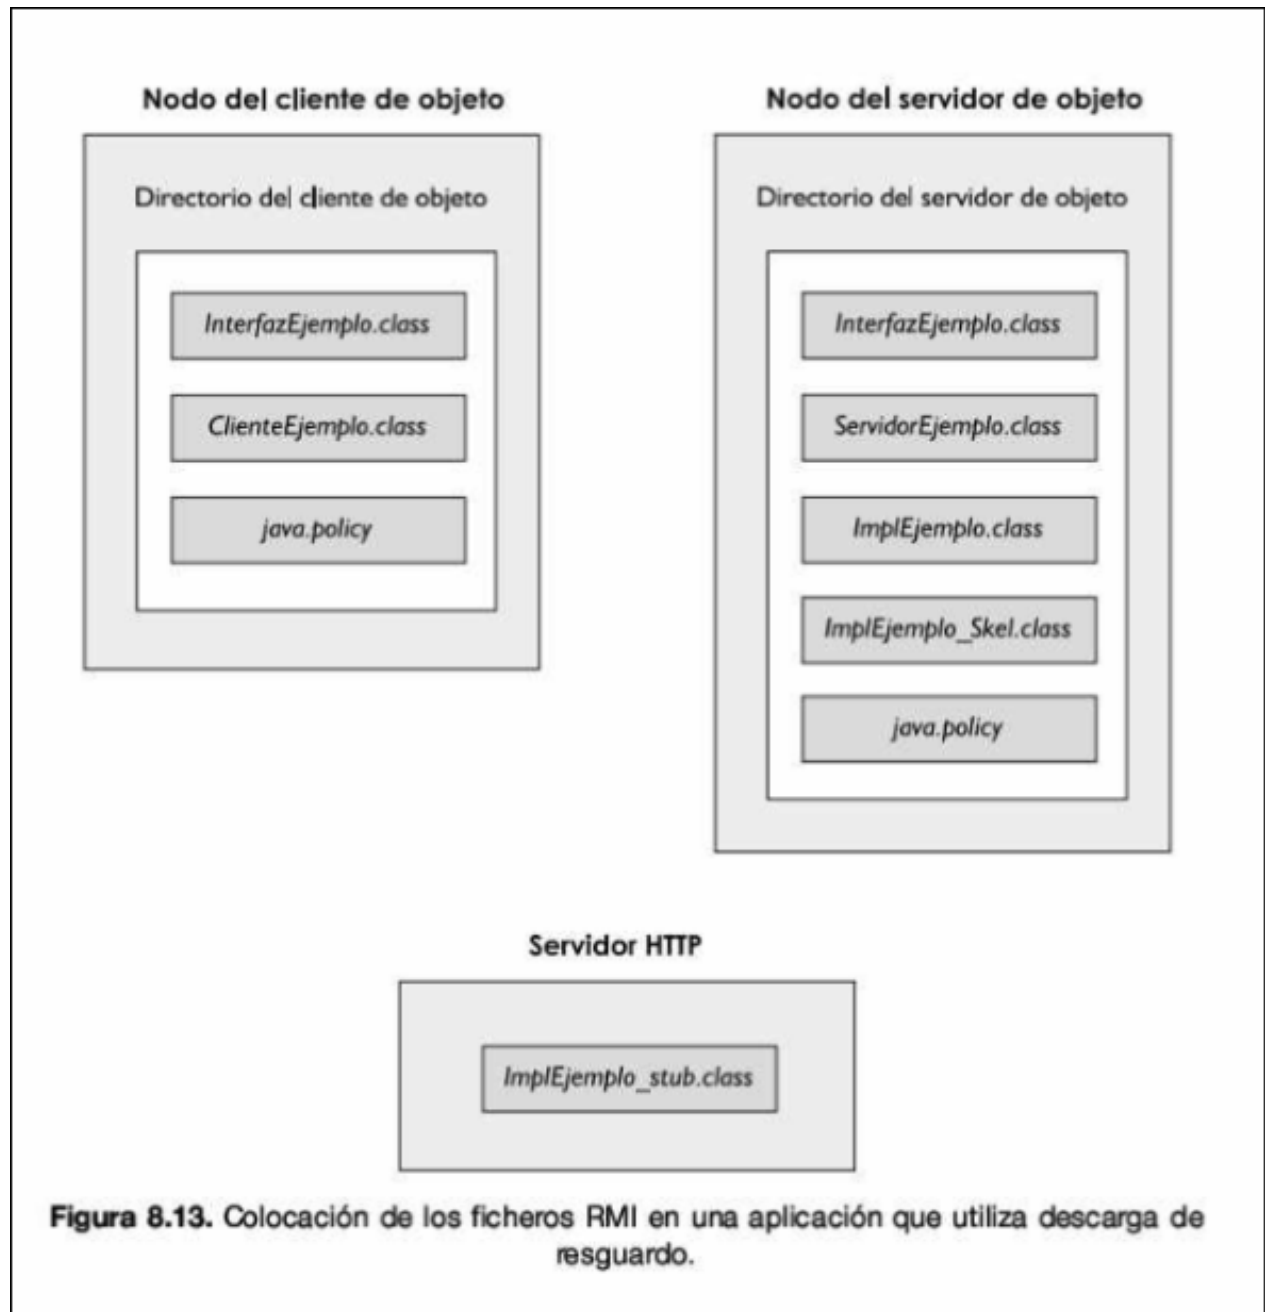 Nodo del cliente de objeto
Directorio del cliente de objeto
InterfazEjemplo.class
ClienteEjemplo.class
java.policy
Nodo del servidor de objeto
Directorio del servidor de objeto
InterfazEjemplo.class
ServidorEjemplo.class
ImplEjemplo.class
ImplEjemplo_Skel.class
java.policy
Servidor HTTP
ImplEjemplo_stub.class
Figura 8.13. Colocación de los ficheros RMI en una aplicación que utiliza descarga de
resguardo.